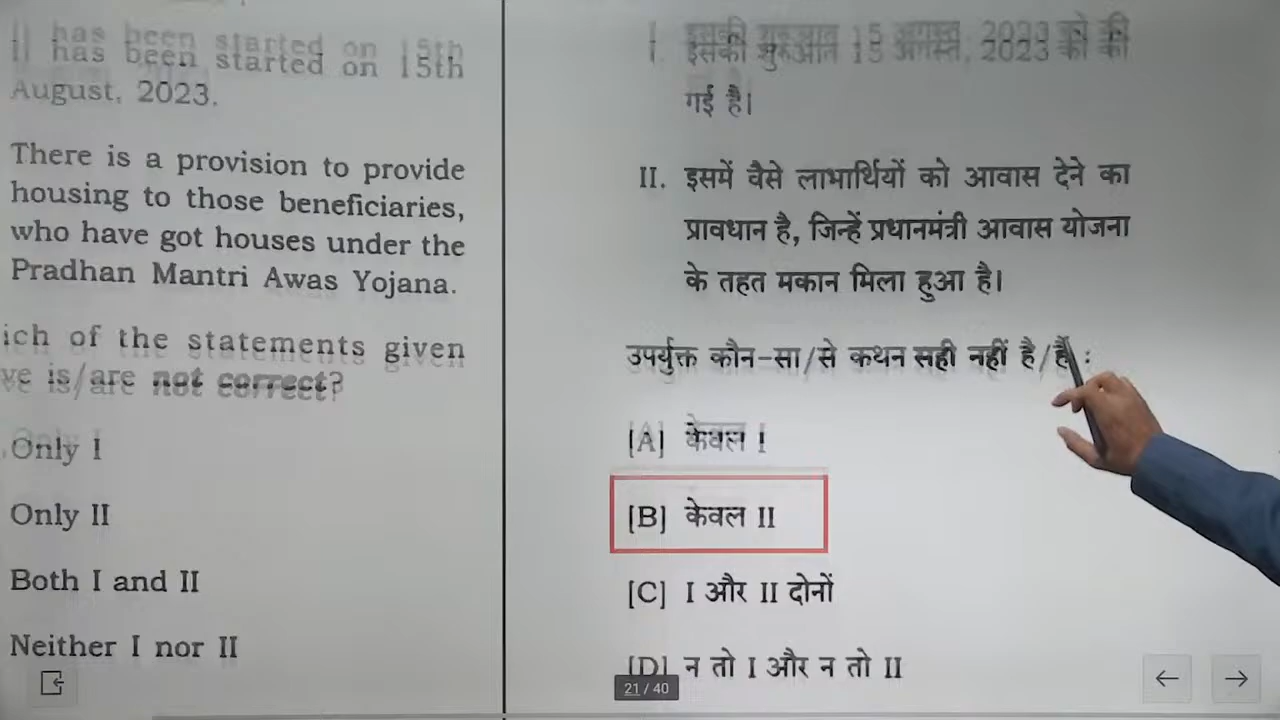 It has been started on 15th
August, 2023.
There is a provision to provide
housing to those beneficiaries,
who have got houses under the
Pradhan Mantri Awas Yojana.
ich of the statements given
ve is/are not correct?
Only I
Only II
Both I and II
Neither I nor II
I. इसकी शुरुआत 15 अगस्त, 2023 को की
गई है।
II. इसमें वैसे लाभार्थियों को आवास देने का
प्रावधान है, जिन्हें प्रधानमंत्री आवास योजना
के तहत मकान मिला हुआ है।
उपर्युक्त कौन-सा/से कथन सही नहीं है/हैं :
[A] केवल I
[B] केवल II
[C] I और II दोनों
[D] न तो I और न तो II
21 / 40